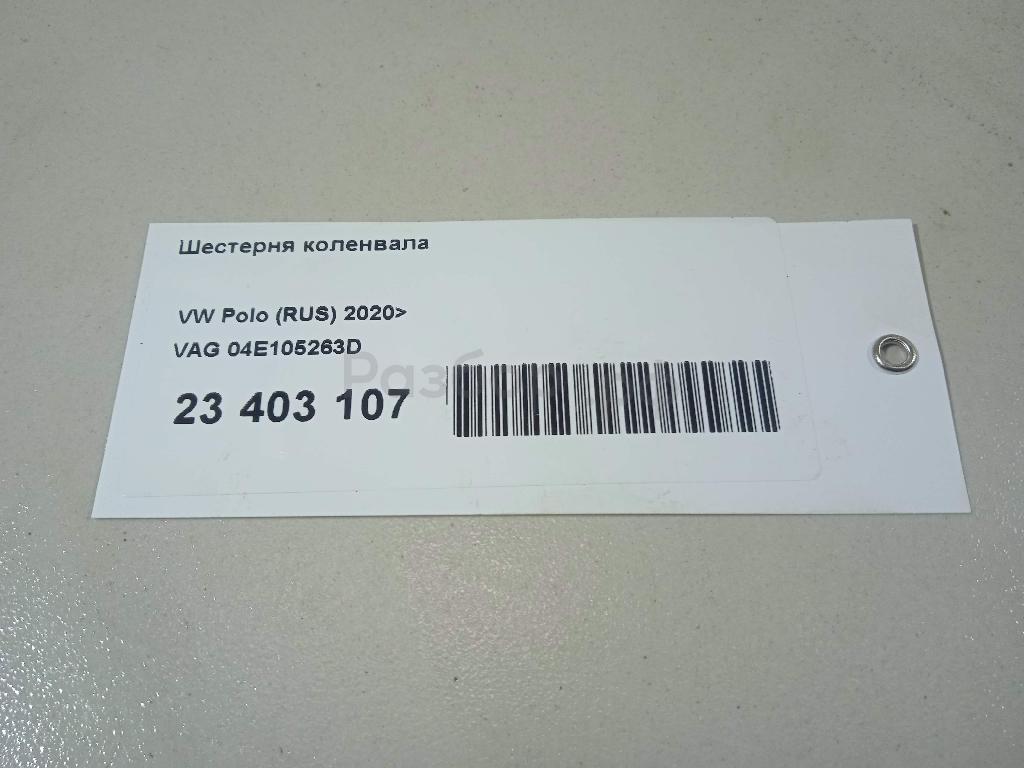 Шестерня коленвала
VW Polo (RUS) 2020>
VAG 04E105263D
23 403 107